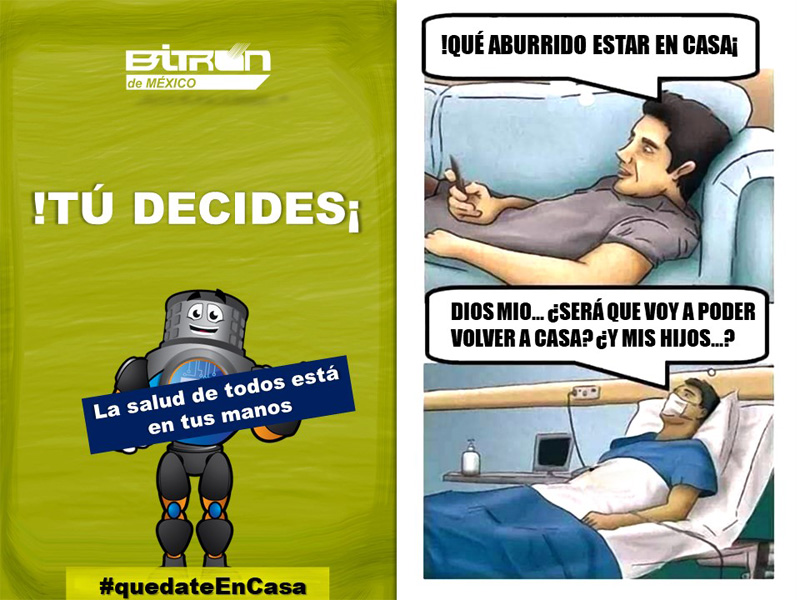 BITRON
de MÉXICO
!TÚ DECIDES¡
La salud de todos está
en tus manos
#quedateEnCasa
!QUÉ ABURRIDO ESTAR EN CASA¡
DIOS MIO... ¿SERÁ QUE VOY A PODER
VOLVER A CASA? ¿Y MIS HIJOS...?